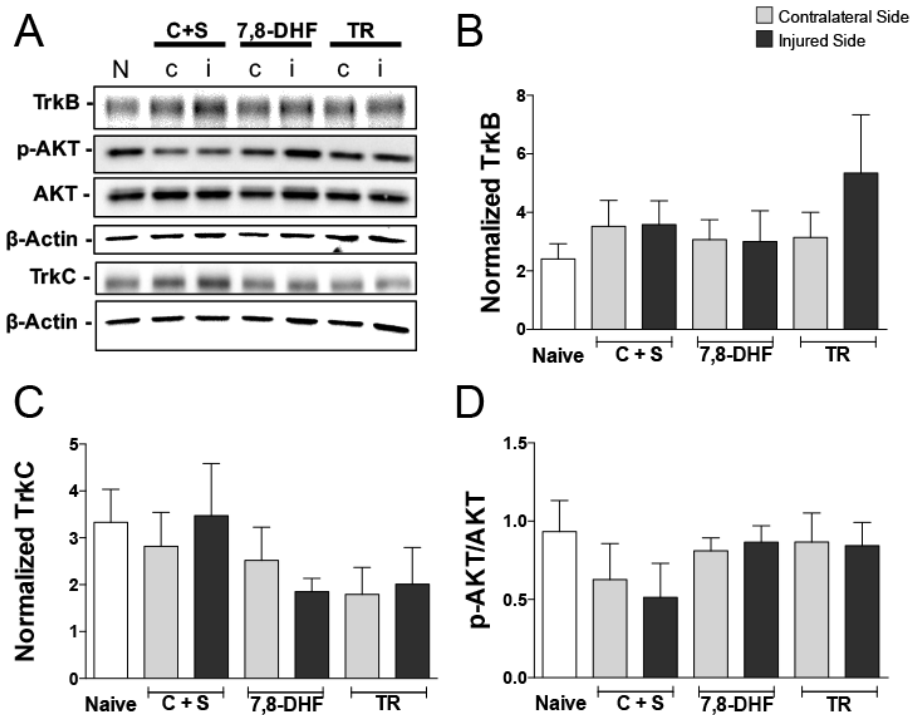 A
C+S 7,8-DHF TR
N c i c i c i
TrkB -
p-AKT -
AKT -
β-Actin -
TrkC -
β-Actin -
B
Contralateral Side
Injured Side
Normalized TrkB
8
6
4
2
0
Naive C + S 7,8-DHF TR
C
Normalized TrkC
5
4
3
2
1
0
Naive C + S 7,8-DHF TR
D
p-AKT/AKT
1.5
1.0
0.5
0.0
Naive C + S 7,8-DHF TR